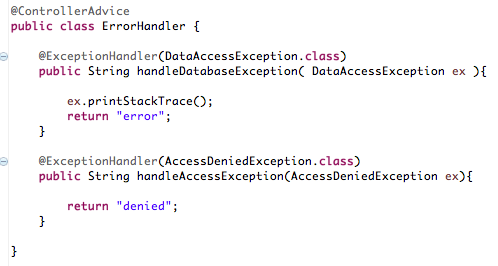 @ControllerAdvice
public class ErrorHandler {
@ExceptionHandler(DataAccessException.class)
public String handleDatabaseException( DataAccessException ex ){
ex.printStackTrace();
return "error";
}
@ExceptionHandler(AccessDeniedException.class)
public String handleAccessException(AccessDeniedException ex){
return "denied";
}
}